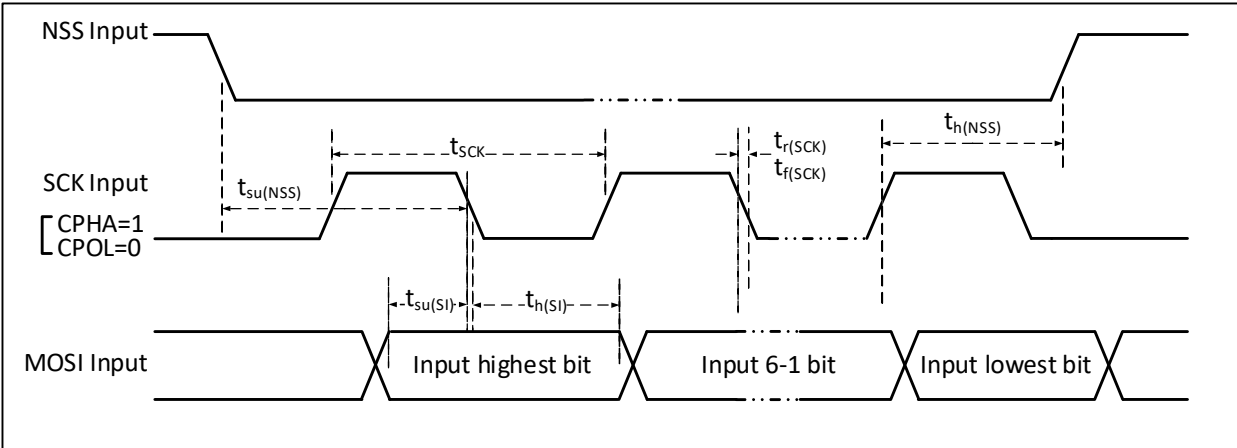 NSS Input
t_h(NSS)
t_SCK
t_r(SCK)
t_f(SCK)
SCK Input
t_su(NSS)
CPHA=1
CPOL=0
t_su(SI)
t_h(SI)
MOSI Input
Input highest bit
Input 6-1 bit
Input lowest bit